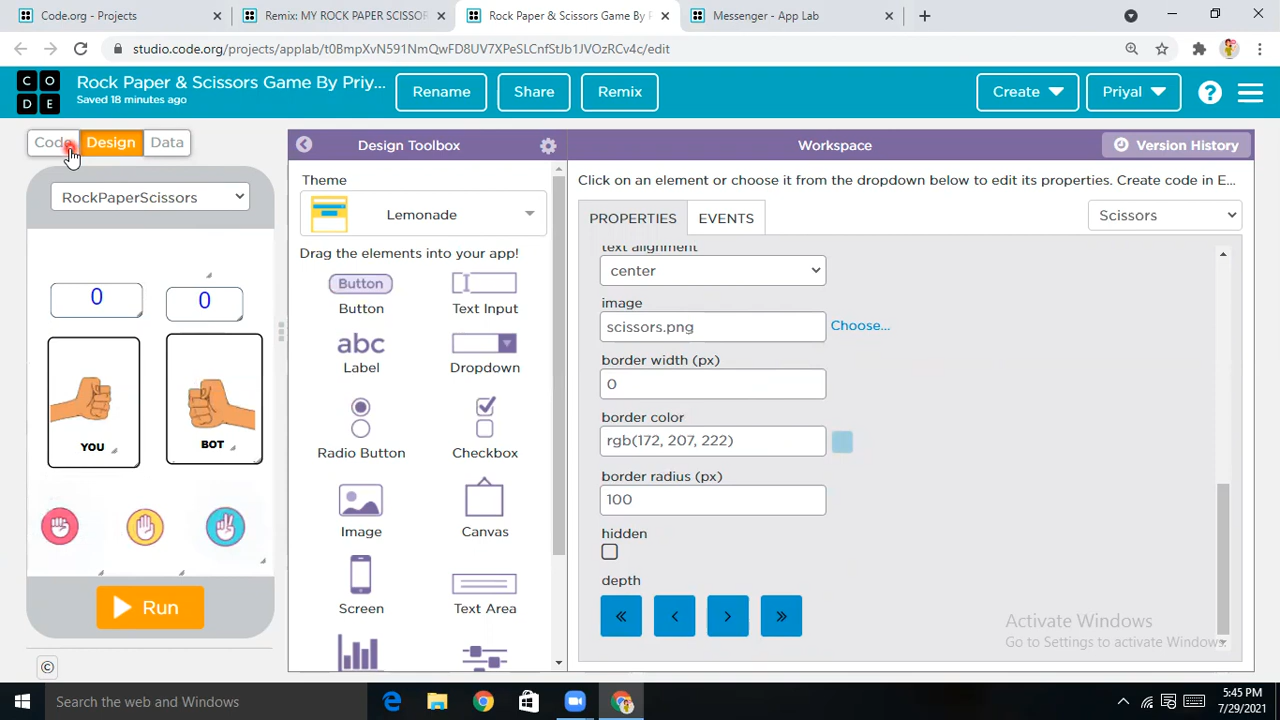 Code.org - Projects
Remix: MY ROCK PAPER SCISSOR
Rock Paper & Scissors Game By P
Messenger - App Lab
studio.code.org/projects/applab/t0BmpXvN591NmQwFD8UV7XPeSLCnfStJb1JVOzRCv4c/edit
C O
D E
Rock Paper & Scissors Game By Priy...
Saved 18 minutes ago
Rename
Share
Remix
Create
Priyal
?
Code
Design
Data
Design Toolbox
Workspace
Version History
RockPaperScissors
Theme
Lemonade
Click on an element or choose it from the dropdown below to edit its properties. Create code in E...
PROPERTIES
EVENTS
Scissors
Drag the elements into your app!
text alignment
center
0
0
Button
Button
Text Input
image
scissors.png
Choose...
abc
Label
Dropdown
border width (px)
0
border color
rgb(172, 207, 222)
YOU
BOT
Radio Button
Checkbox
border radius (px)
100
Image
Canvas
hidden
depth
Screen
Text Area
Run
Activate Windows
Go to Settings to activate Windows.
©
Search the web and Windows
5:45 PM
7/29/2021